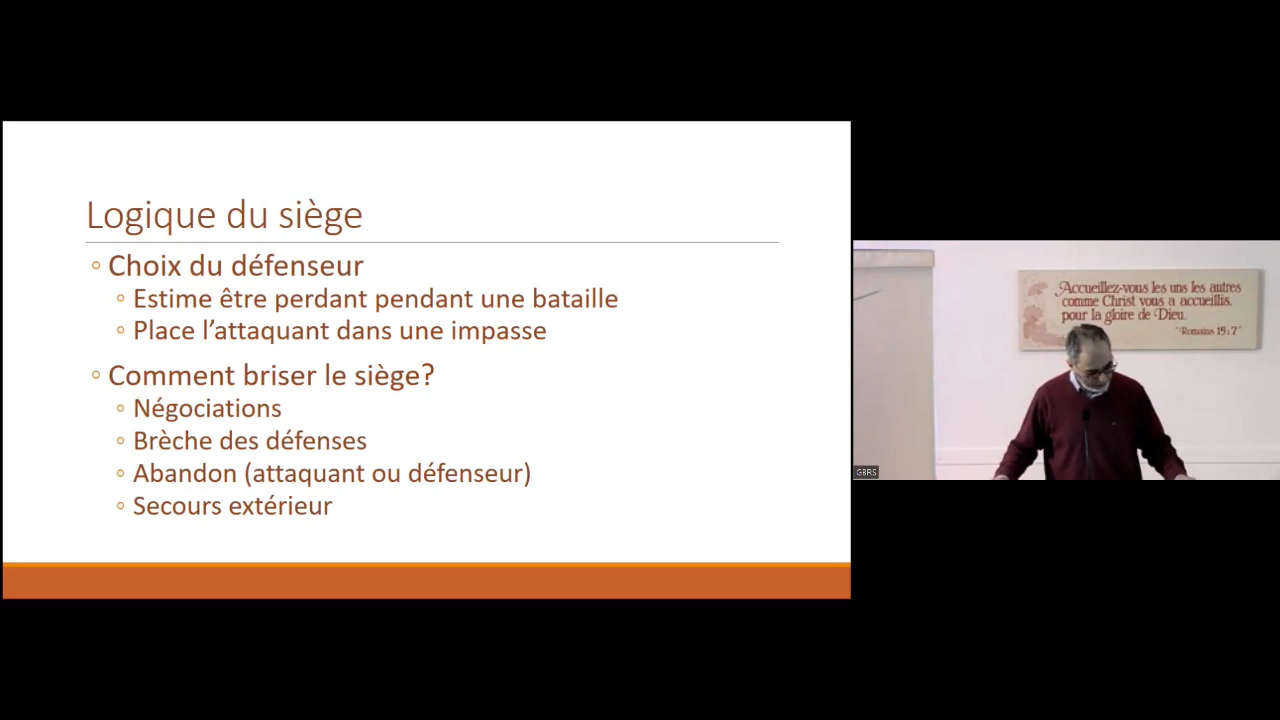 Logique du siège
Choix du défenseur
Estime être perdant pendant une bataille
Place l’attaquant dans une impasse
Comment briser le siège?
Négociations
Brèche des défenses
Abandon (attaquant ou défenseur)
Secours extérieur
Accueillez-vous les uns les autres
comme Christ vous a accueillis,
pour la gloire de Dieu.
"Romains 15:7"
GBRS